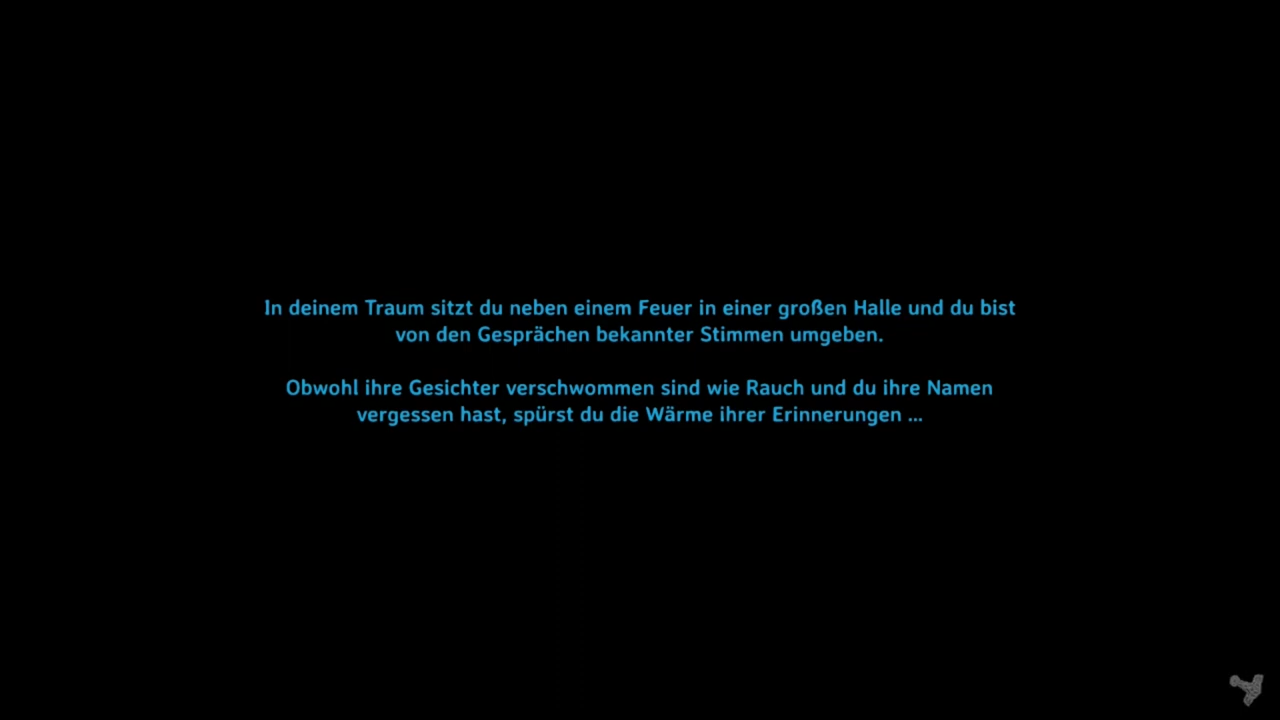 In deinem Traum sitzt du neben einem Feuer in einer großen Halle und du bist
von den Gesprächen bekannter Stimmen umgeben.
Obwohl ihre Gesichter verschwommen sind wie Rauch und du ihre Namen
vergessen hast, spürst du die Wärme ihrer Erinnerungen ...